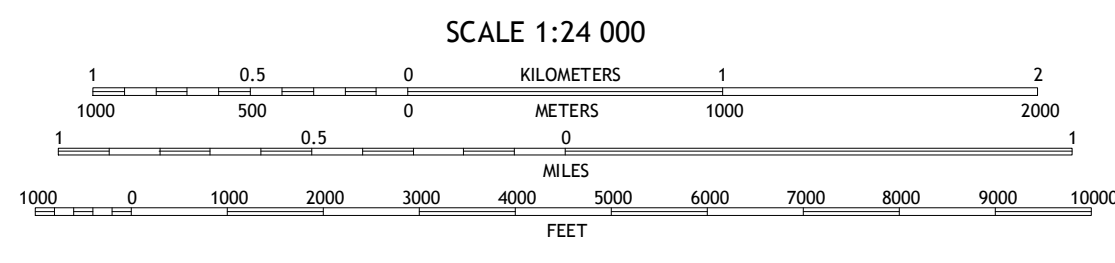 SCALE 1:24 000
1 0.5 0 KILOMETERS 1 2
1000 500 0 METERS 1000 2000
1 0.5 0 1
MILES
1000 0 1000 2000 3000 4000 5000 6000 7000 8000 9000 10000
FEET